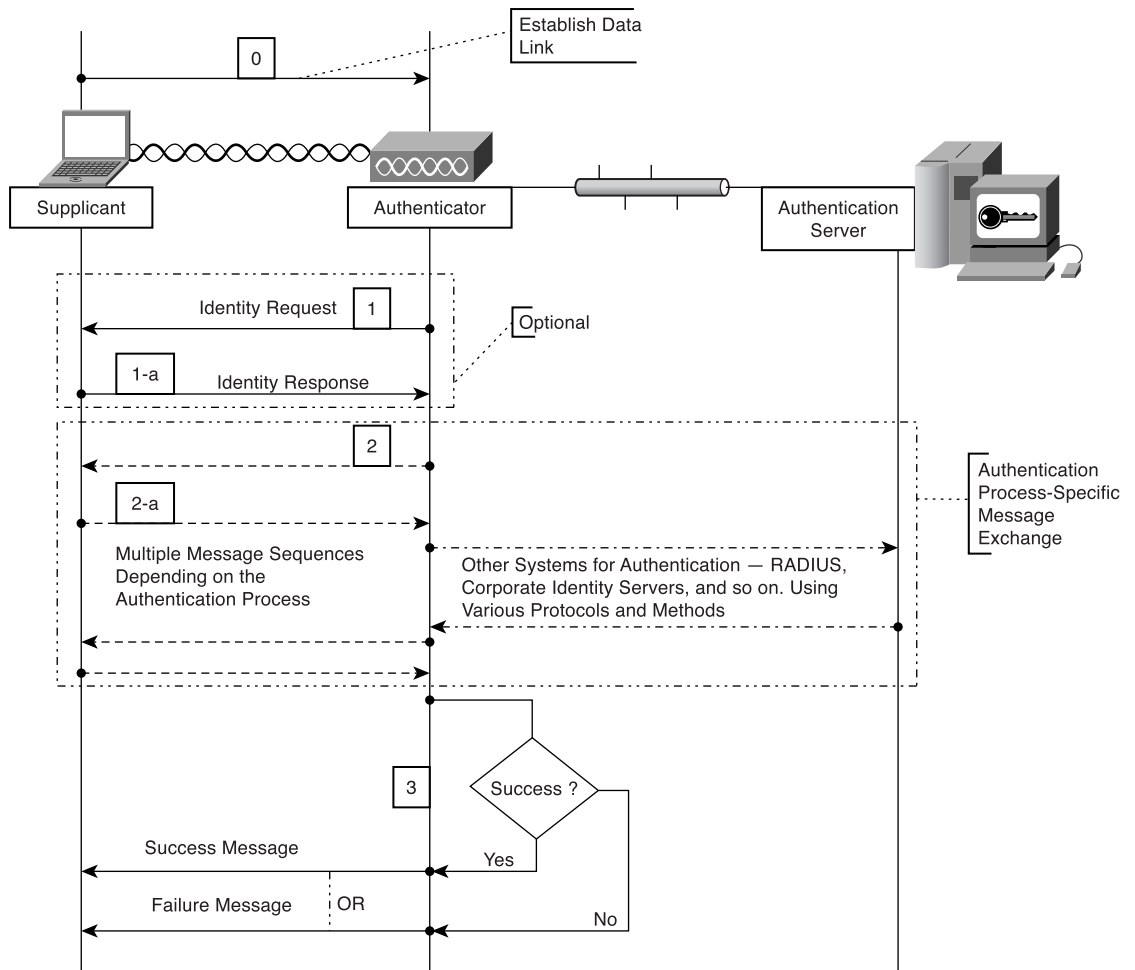 Establish Data
Link
0
Supplicant
Authenticator
Authentication
Server
Identity Request
1
Optional
1-a
Identity Response
2
Authentication
Process-Specific
Message
Exchange
2-a
Multiple Message Sequences
Depending on the
Authentication Process
Other Systems for Authentication — RADIUS,
Corporate Identity Servers, and so on. Using
Various Protocols and Methods
3
Success ?
Success Message
Yes
Failure Message
OR
No